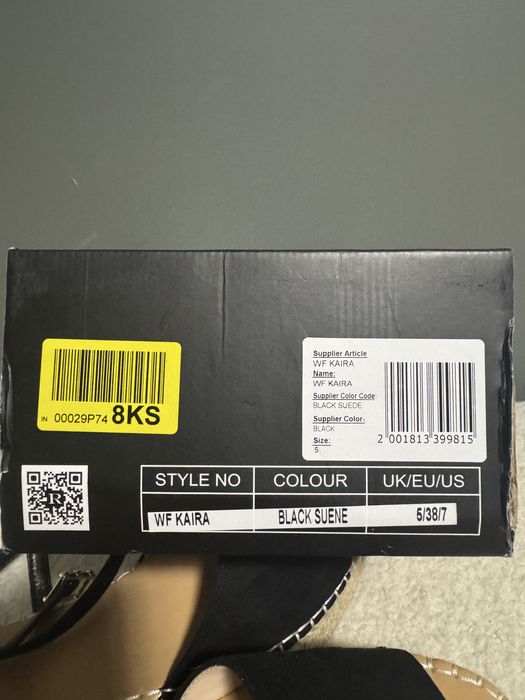 IN 00029P74 8KS
Supplier Article
WF KAIRA
Name:
WF KAIRA
Supplier Color Code:
BLACK SUEDE
Supplier Color:
BLACK
Size:
5
2 001813 399815
R
STYLE NO COLOUR UK/EU/US
WF KAIRA BLACK SUENE 5/38/7